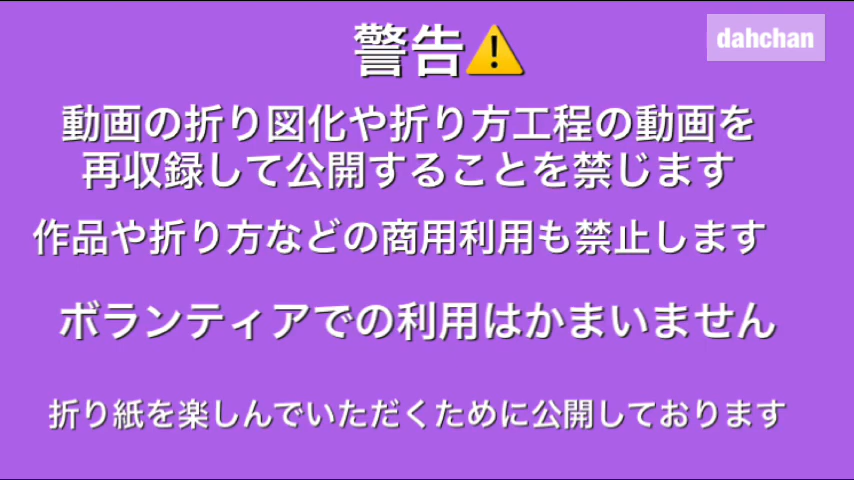 警告⚠️
dahchan
動画の折り図化や折り方工程の動画を
再収録して公開することを禁じます
作品や折り方などの商用利用も禁止します
ボランティアでの利用はかまいません
折り紙を楽しんでいただくために公開しております